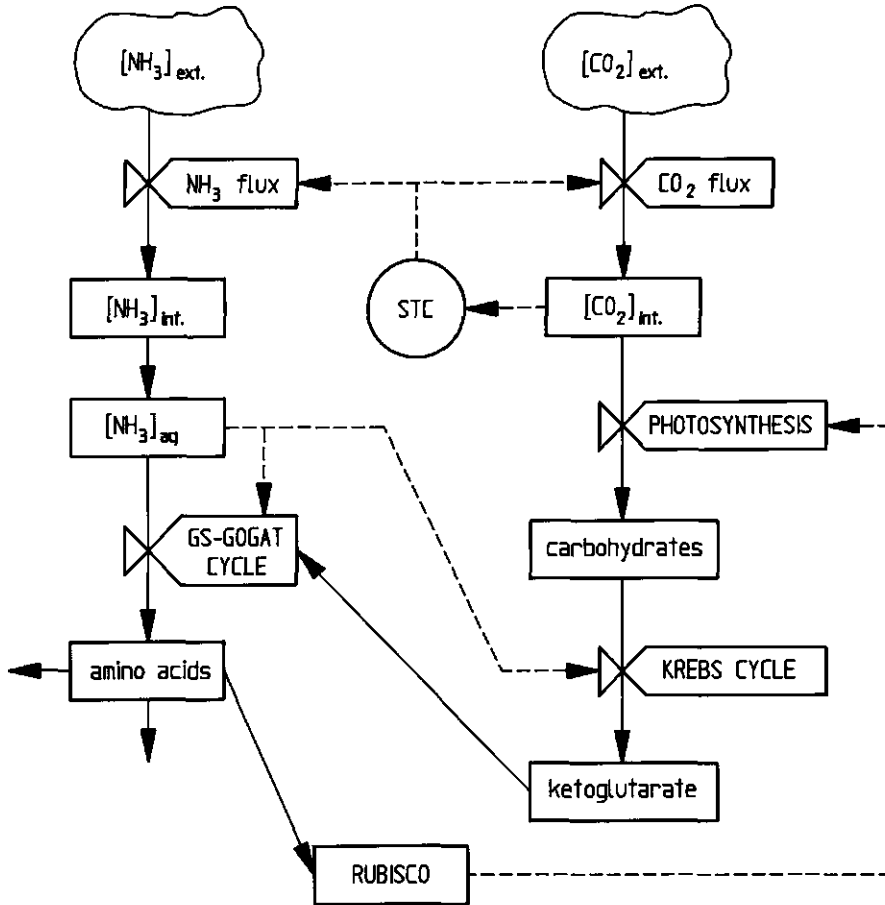 [NH₃]ext.
[CO₂]ext.
NH₃ flux
CO₂ flux
[NH₃]int.
STC
[CO₂]int.
[NH₃]aq
PHOTOSYNTHESIS
GS-GOGAT
CYCLE
carbohydrates
amino acids
KREBS CYCLE
ketoglutarate
RUBISCO